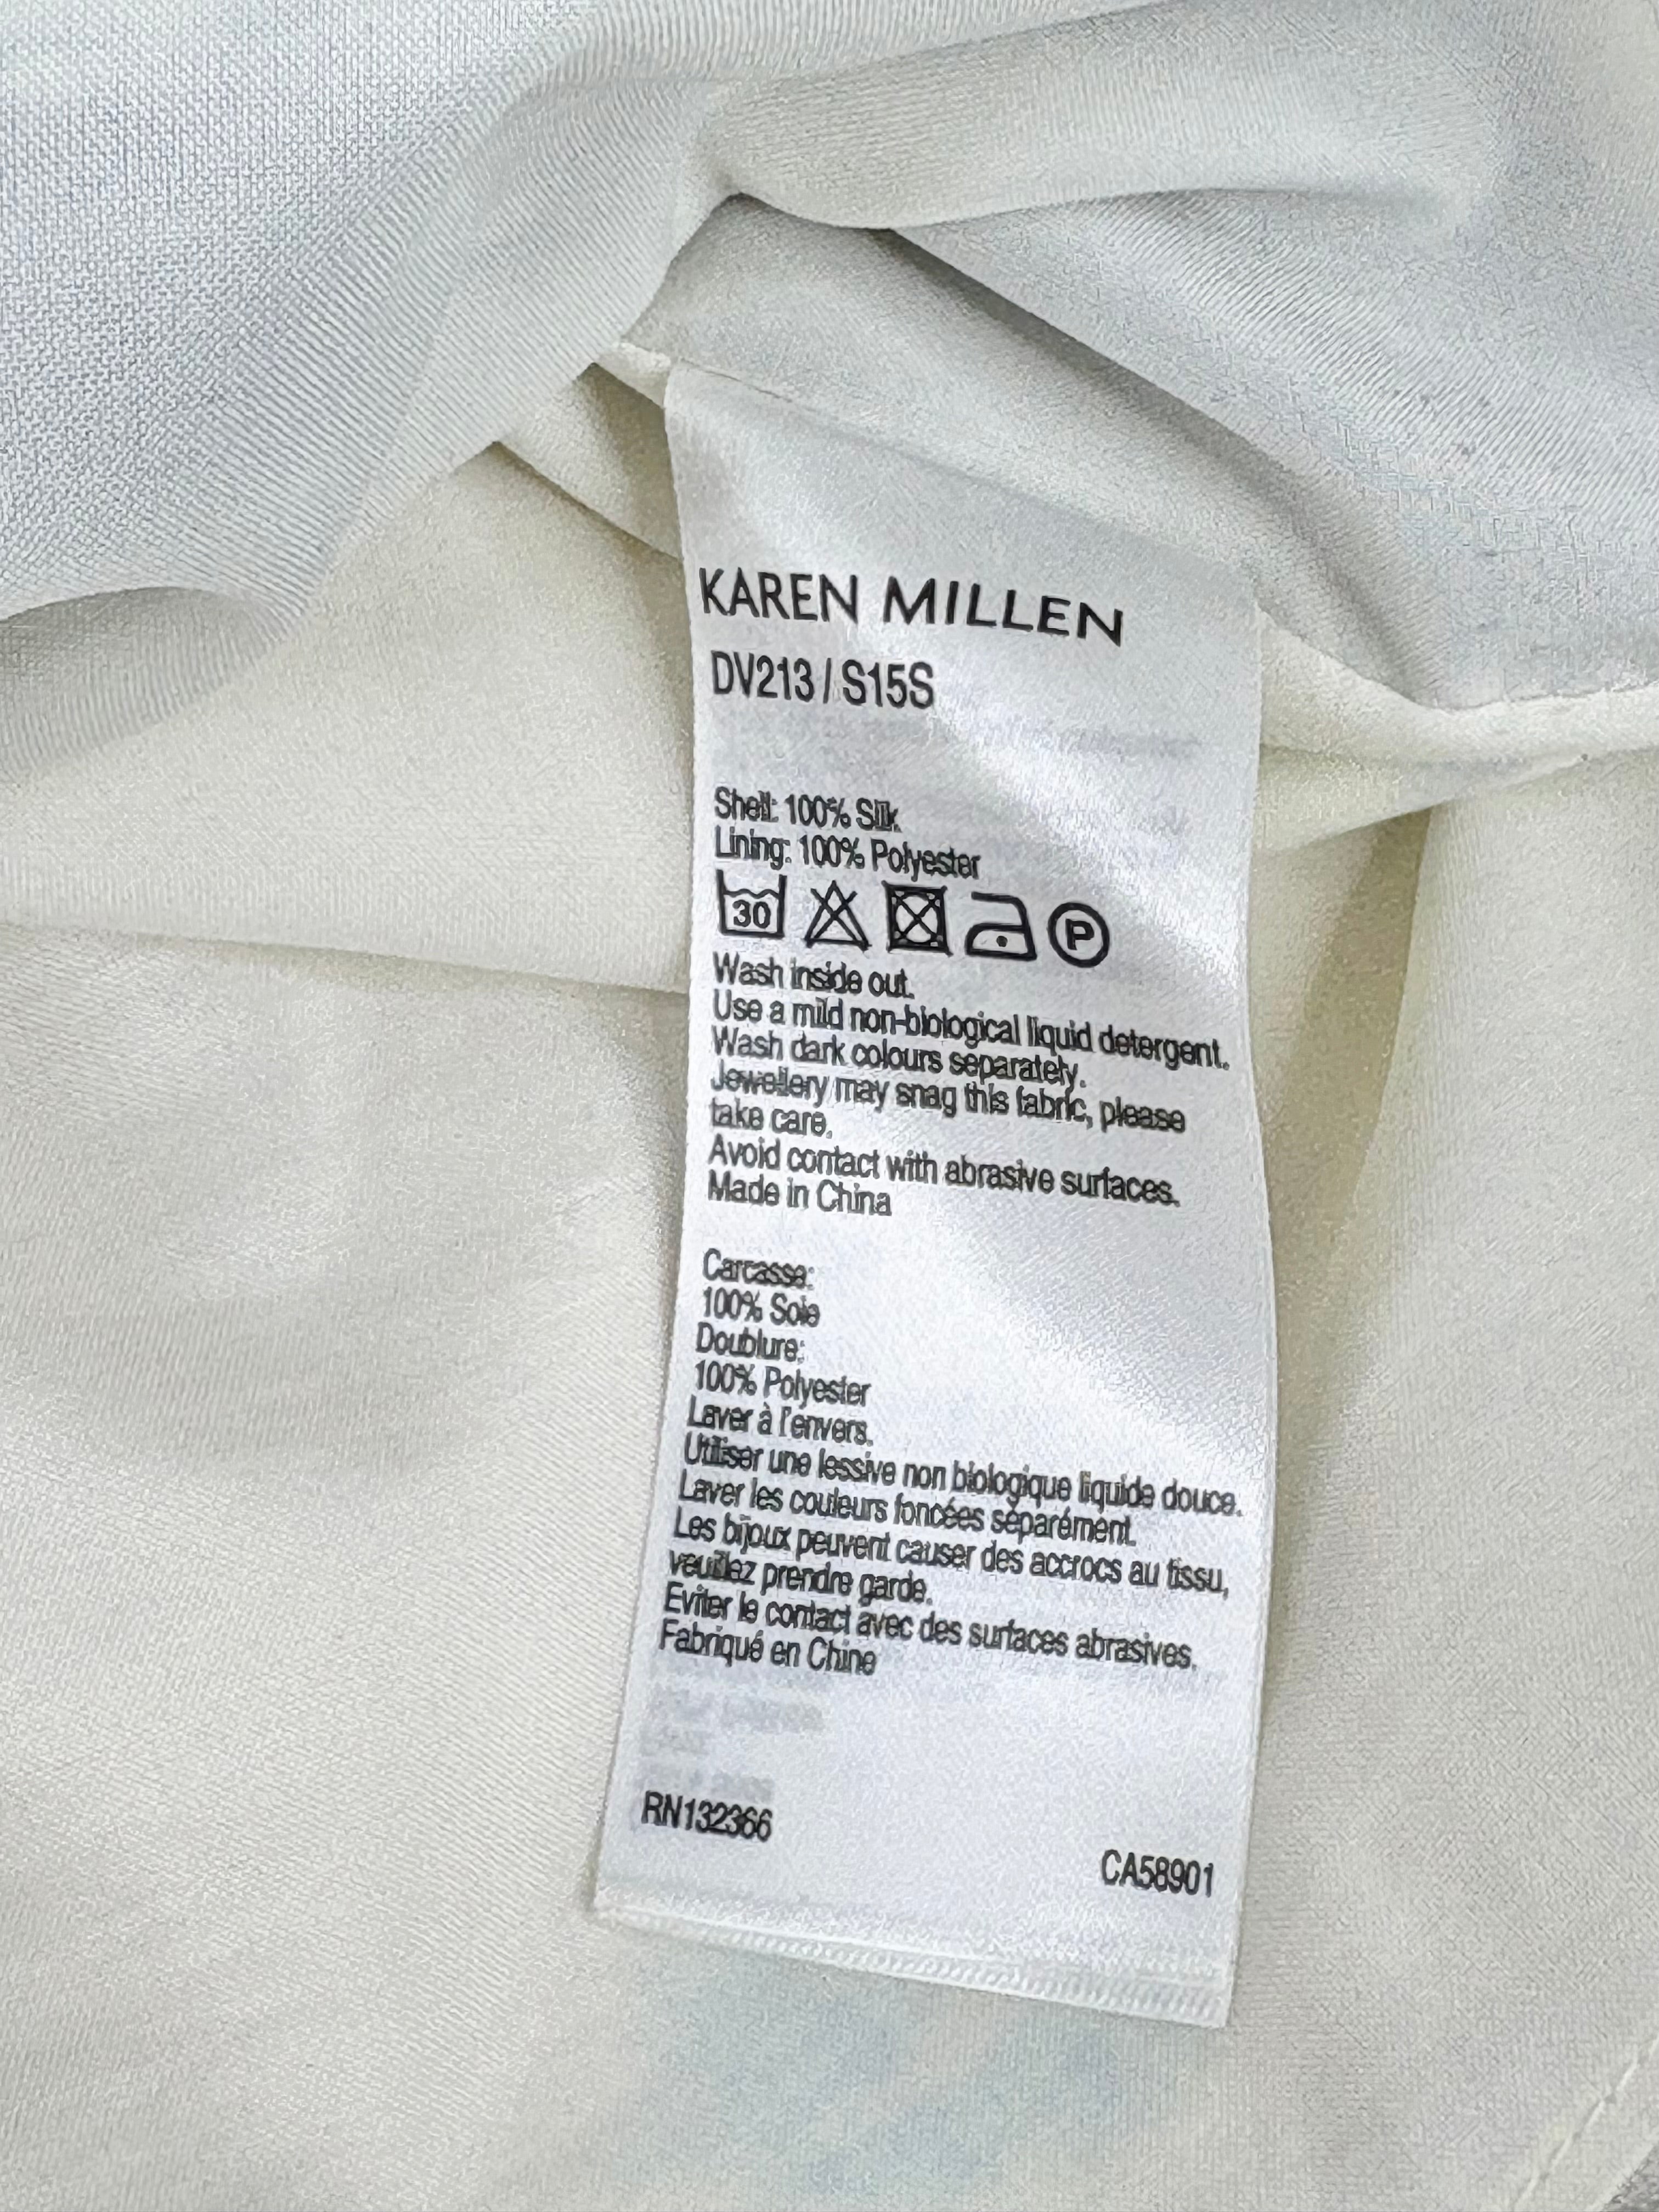 KAREN MILLEN
DV213 / S15S
Shell: 100% Silk
Lining: 100% Polyester
30 P
Wash inside out.
Use a mild non-biological liquid detergent.
Wash dark colours separately.
Jewellery may snag this fabric, please
take care.
Avoid contact with abrasive surfaces.
Made in China
Carcasse:
100% Soie
Doublure:
100% Polyester
Laver à l'envers.
Utiliser une lessive non biologique liquide douce.
Laver les couleurs foncées séparément.
Les bijoux peuvent causer des accrocs au tissu,
veuillez prendre garde.
Eviter le contact avec des surfaces abrasives.
Fabriqué en Chine
RN132366
CA58901